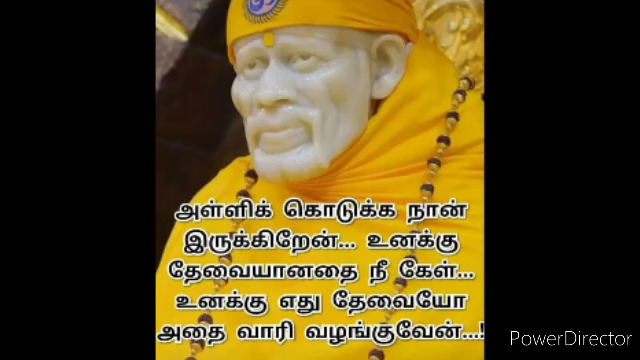 அள்ளிக் கொடுக்க நான்
இருக்கிறேன்... உனக்கு
தேவையானதை நீ கேள்...
உனக்கு எது தேவையோ
அதை வாரி வழங்குவேன்...!
PowerDirector